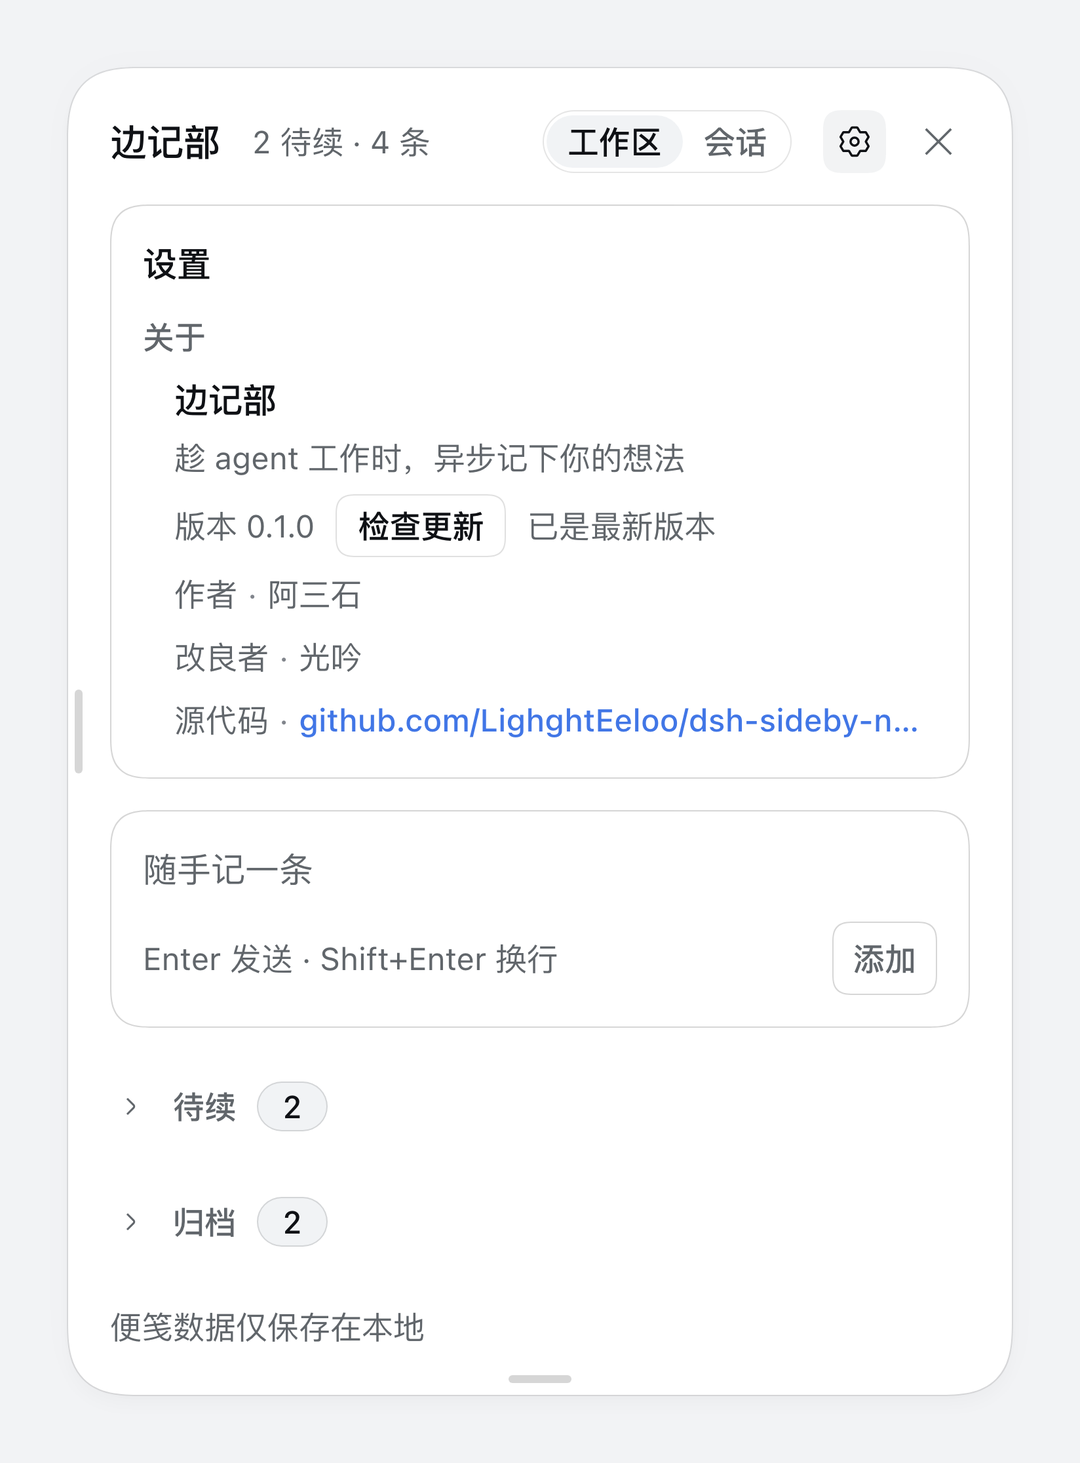 边记部 2 待续 · 4 条 工作区 会话
设置
关于
边记部
趁 agent 工作时，异步记下你的想法
版本 0.1.0 检查更新 已是最新版本
作者 · 阿三石
改良者 · 光吟
源代码 · github.com/LighghtEeloo/dsh-sideby-n...
随手记一条
Enter 发送 · Shift+Enter 换行 添加
待续 2
归档 2
便笺数据仅保存在本地